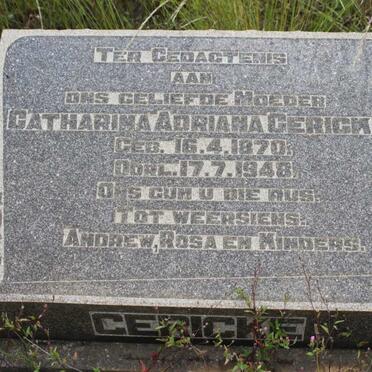 TER GEDAGTENIS
AAN
ONS GELIEFDE MOEDER
CATHARINA ADRIANA GERICK
GEB. 16.4.1870.
OORL. 17.7.1948.
ONS GUN U DIE RUS.
TOT WEERSIENS.
ANDREW, ROSA EN KINDERS.
GERICKE